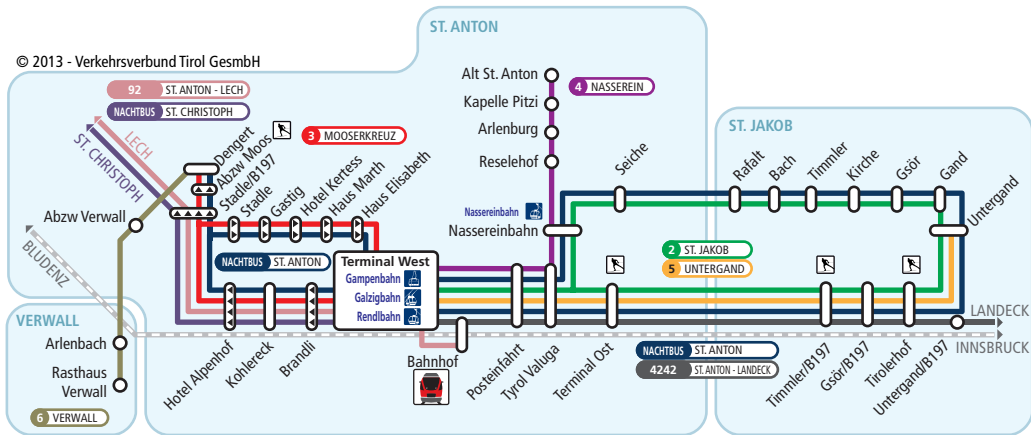 © 2013 - Verkehrsverbund Tirol GesmbH
ST. ANTON
92 ST. ANTON - LECH
NACHTBUS ST. CHRISTOPH
LECH
ST. CHRISTOPH
3 MOOSERKREUZ
Dengert
Abzw Moos
Stadle/B197
Stadle
Gastig
Hotel Kertess
Haus Marth
Haus Elisabeth
Alt St. Anton
Kapelle Pitzi
Arlenburg
Reselehof
4 NASSEREIN
Nassereinbahn
Nassereinbahn
Seiche
ST. JAKOB
Rafalt
Bach
Timmler
Kirche
Gsör
Gand
Untergand
Abzw Verwall
BLUDENZ
NACHTBUS ST. ANTON
Terminal West
Gampenbahn
Galzigbahn
Rendlbahn
2 ST. JAKOB
5 UNTERGAND
VERWALL
Arlenbach
Rasthaus
Verwall
6 VERWALL
Hotel Alpenhof
Kohlereck
Brandli
Bahnhof
Posteinfahrt
Tyrol Valuga
Terminal Ost
NACHTBUS ST. ANTON
4242 ST. ANTON - LANDECK
Timmler/B197
Gsör/B197
Tirolerhof
Untergand/B197
LANDECK
INNSBRUCK